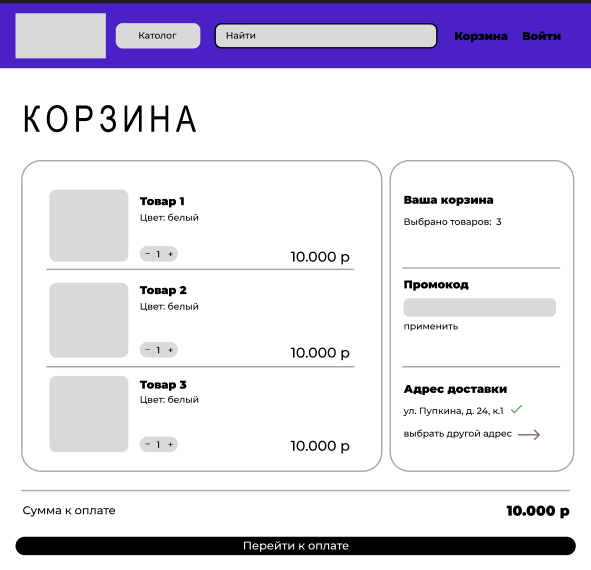 Католог
Найти
Корзина Войти
КОРЗИНА
Товар 1
Цвет: белый
− 1 +
10.000 р
Товар 2
Цвет: белый
− 1 +
10.000 р
Товар 3
Цвет: белый
− 1 +
10.000 р
Ваша корзина
Выбрано товаров: 3
Промокод
применить
Адрес доставки
ул. Пупкина, д. 24, к.1
выбрать другой адрес
Сумма к оплате
10.000 р
Перейти к оплате